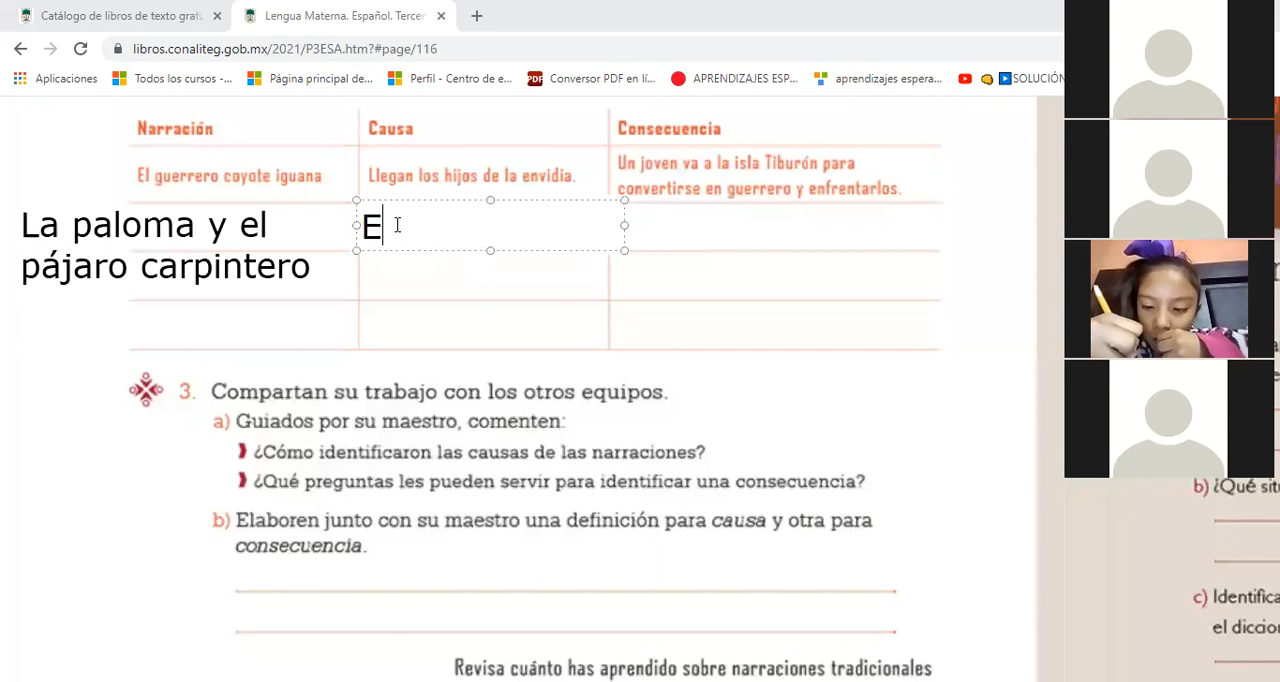 Catálogo de libros de texto gratu
Lengua Materna. Español. Tercer
libros.conaliteg.gob.mx/2021/P3ESA.htm?#page/116
Aplicaciones
Todos los cursos -...
Página principal de...
Perfil - Centro de e...
PDF
Conversor PDF en lí...
APRENDIZAJES ESP...
aprendizajes espera...
SOLUCIÓN
Narración
Causa
Consecuencia
El guerrero coyote iguana
Llegan los hijos de la envidia.
Un joven va a la isla Tiburón para
convertirse en guerrero y enfrentarlos.
La paloma y el
pájaro carpintero
E
3. Compartan su trabajo con los otros equipos.
a) Guiados por su maestro, comenten:
¿Cómo identificaron las causas de las narraciones?
¿Qué preguntas les pueden servir para identificar una consecuencia?
b) Elaboren junto con su maestro una definición para causa y otra para
consecuencia.
Revisa cuánto has aprendido sobre narraciones tradicionales
b) ¿Qué situ
c) Identifica
el diccion